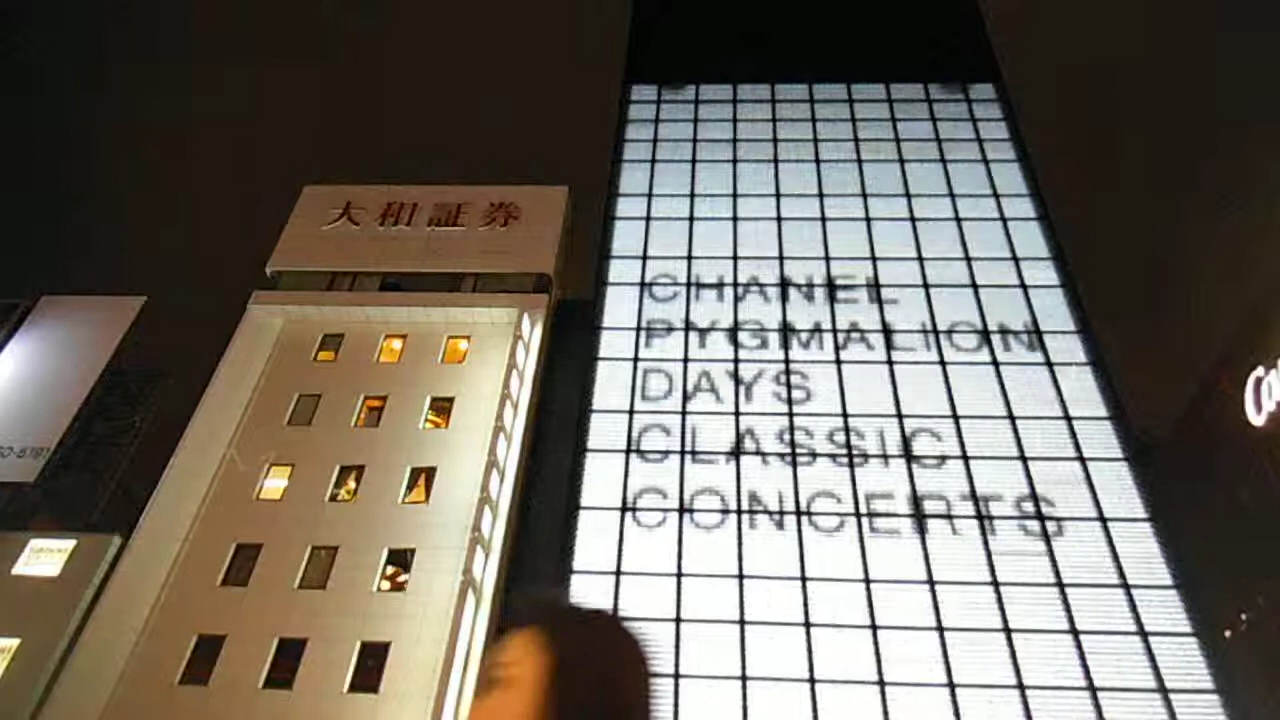 大和証券
CHANEL
PYGMALION
DAYS
CLASSIC
CONCERTS